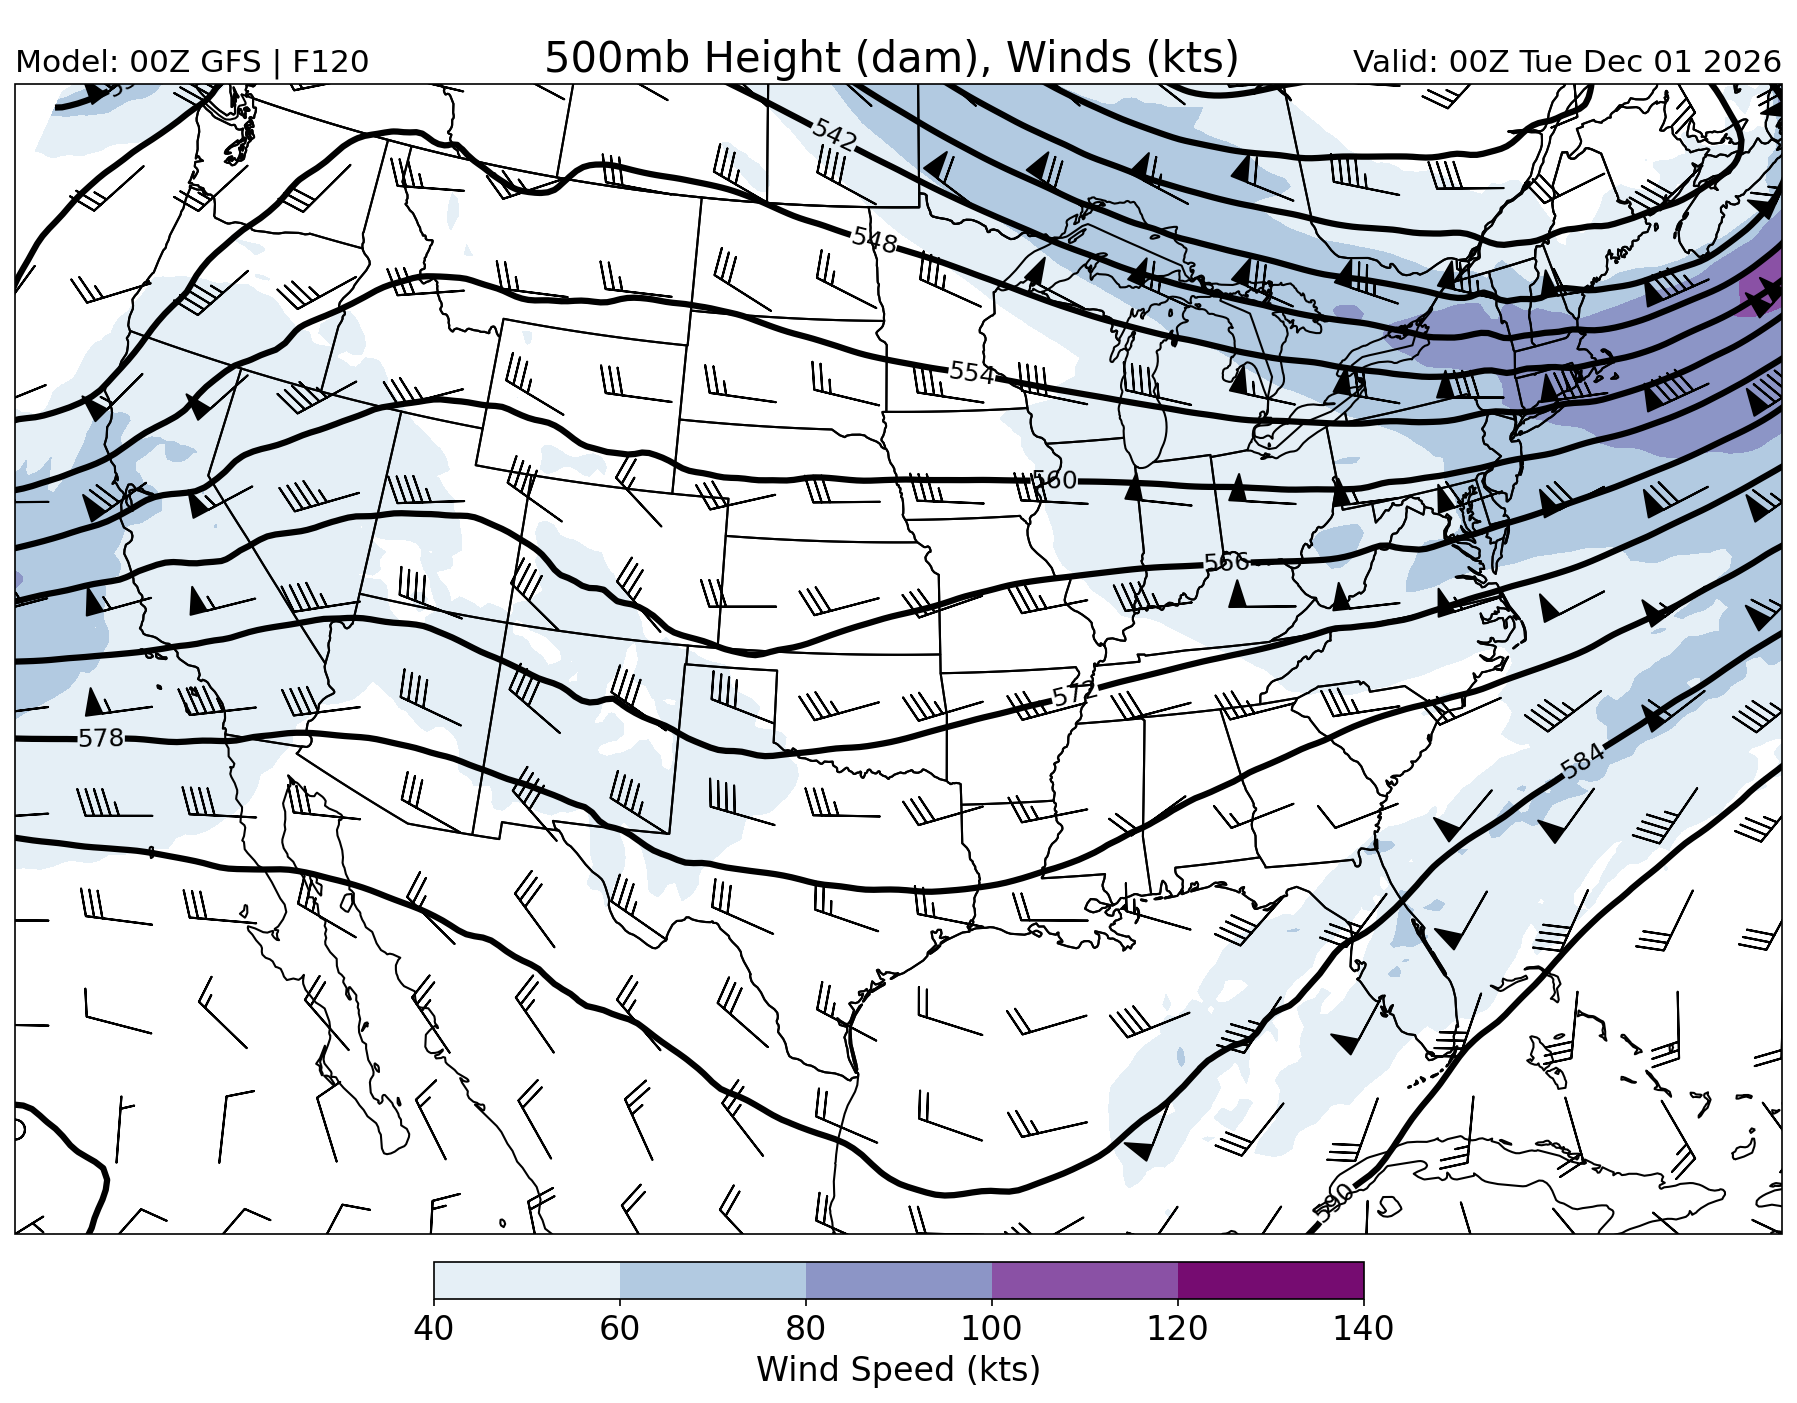 Model: 00Z GFS | F120
500mb Height (dam), Winds (kts)
Valid: 00Z Tue Dec 01 2026
542
548
554
560
566
572
578
584
590
40 60 80 100 120 140
Wind Speed (kts)